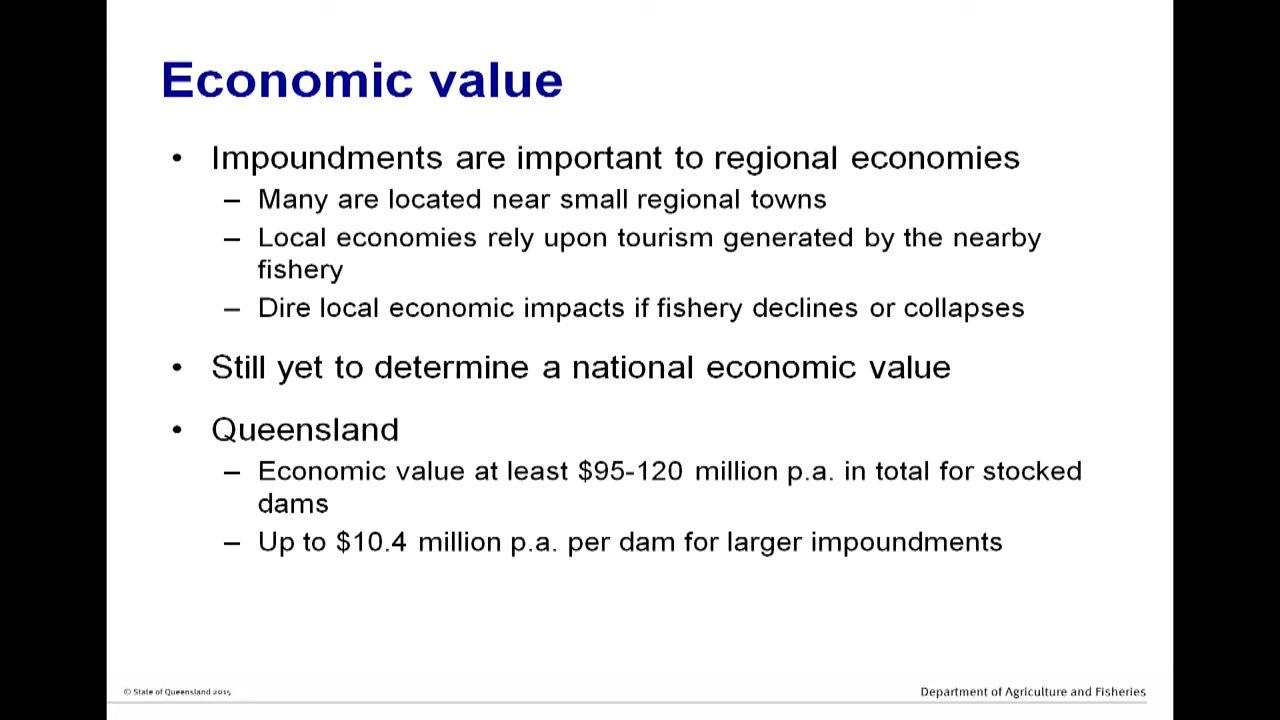 Economic value
• Impoundments are important to regional economies
– Many are located near small regional towns
– Local economies rely upon tourism generated by the nearby
fishery
– Dire local economic impacts if fishery declines or collapses
• Still yet to determine a national economic value
• Queensland
– Economic value at least $95-120 million p.a. in total for stocked
dams
– Up to $10.4 million p.a. per dam for larger impoundments
© State of Queensland 2015
Department of Agriculture and Fisheries